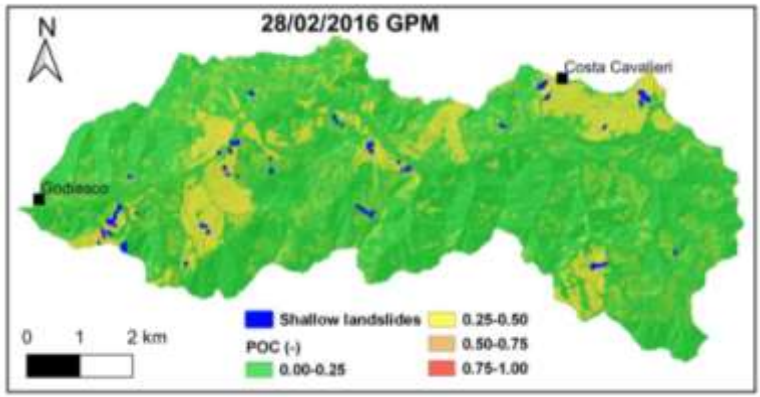 28/02/2016 GPM
N
Costa Cavalieri
Godiasco
Shallow landslides
0.25-0.50
0
1
2 km
POC (-)
0.50-0.75
0.00-0.25
0.75-1.00